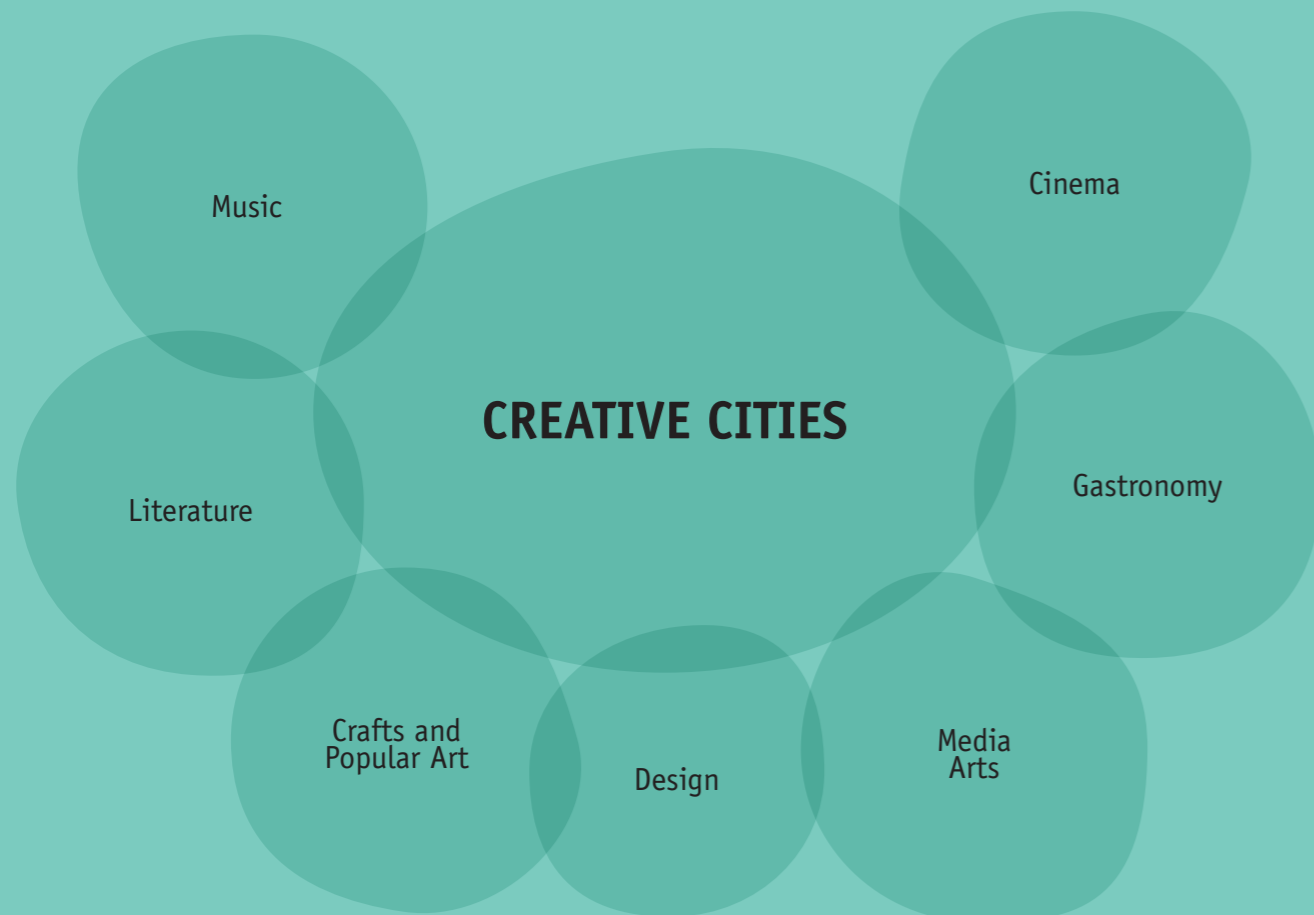 Music
Cinema
CREATIVE CITIES
Literature
Gastronomy
Crafts and
Popular Art
Design
Media
Arts